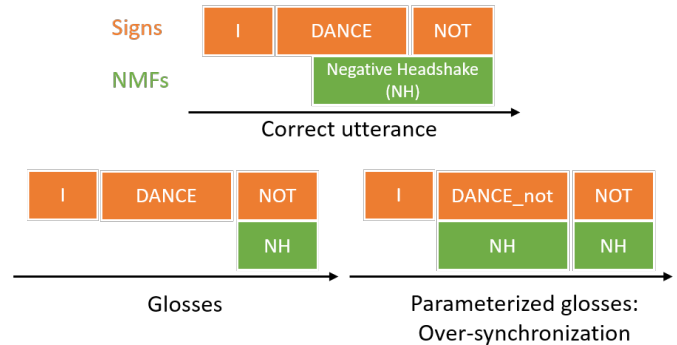 Signs I DANCE NOT
NMFs Negative Headshake
(NH)
Correct utterance
I DANCE NOT
NH
Glosses
I DANCE_not NOT
NH NH
Parameterized glosses:
Over-synchronization